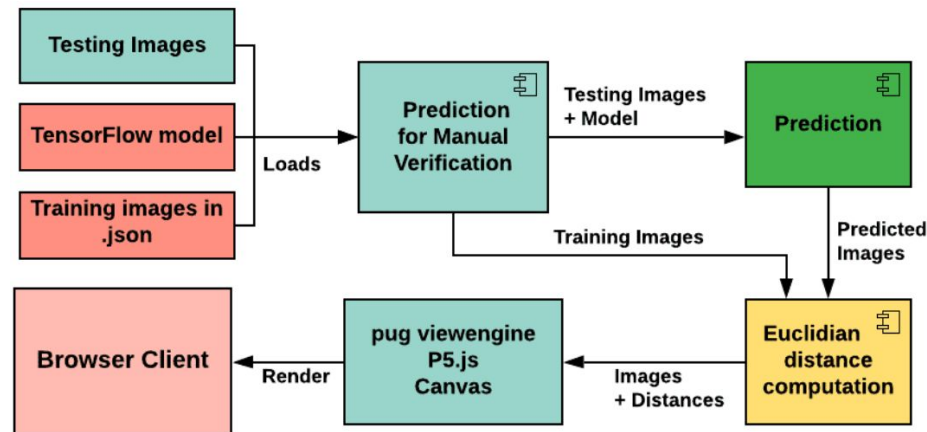 Testing Images
TensorFlow model
Training images in
.json
Loads
Prediction
for Manual
Verification
Testing Images
+ Model
Prediction
Training Images
Predicted
Images
Browser Client
Render
pug viewengine
P5.js
Canvas
Images
+ Distances
Euclidian
distance
computation